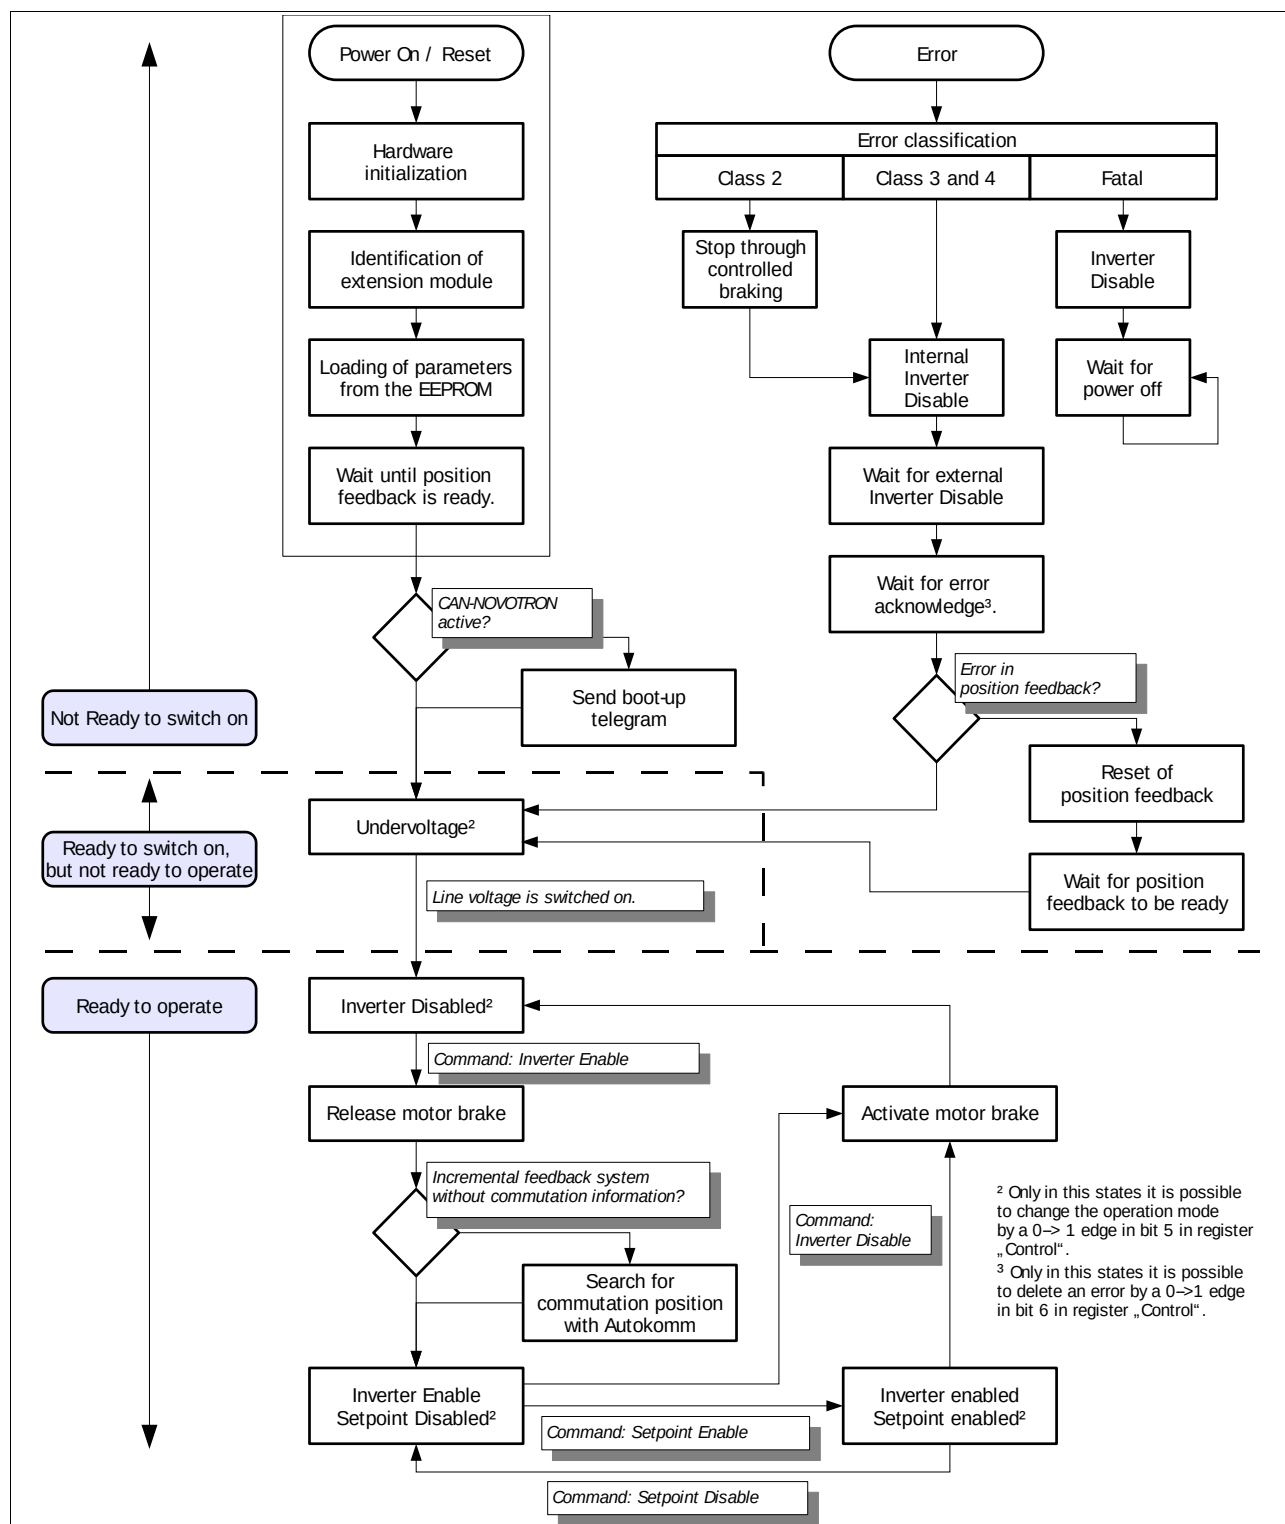 Power On / Reset
Hardware
initialization
Identification of
extension module
Loading of parameters
from the EEPROM
Wait until position
feedback is ready.
CAN-NOVOTRON
active?
Send boot-up
telegram
Error
Error classification
Class 2
Class 3 and 4
Fatal
Stop through
controlled
braking
Inverter
Disable
Internal
Inverter
Disable
Wait for
power off
Wait for external
Inverter Disable
Wait for error
acknowledge³.
Error in
position feedback?
Reset of
position feedback
Wait for position
feedback to be ready
Not Ready to switch on
Ready to switch on,
but not ready to operate
Undervoltage²
Line voltage is switched on.
Ready to operate
Inverter Disabled²
Command: Inverter Enable
Release motor brake
Activate motor brake
Incremental feedback system
without commutation information?
Command:
Inverter Disable
Search for
commutation position
with Autokomm
² Only in this states it is possible
to change the operation mode
by a 0–> 1 edge in bit 5 in register
„Control“.
³ Only in this states it is possible
to delete an error by a 0–>1 edge
in bit 6 in register „Control“.
Inverter Enable
Setpoint Disabled²
Inverter enabled
Setpoint enabled²
Command: Setpoint Enable
Command: Setpoint Disable